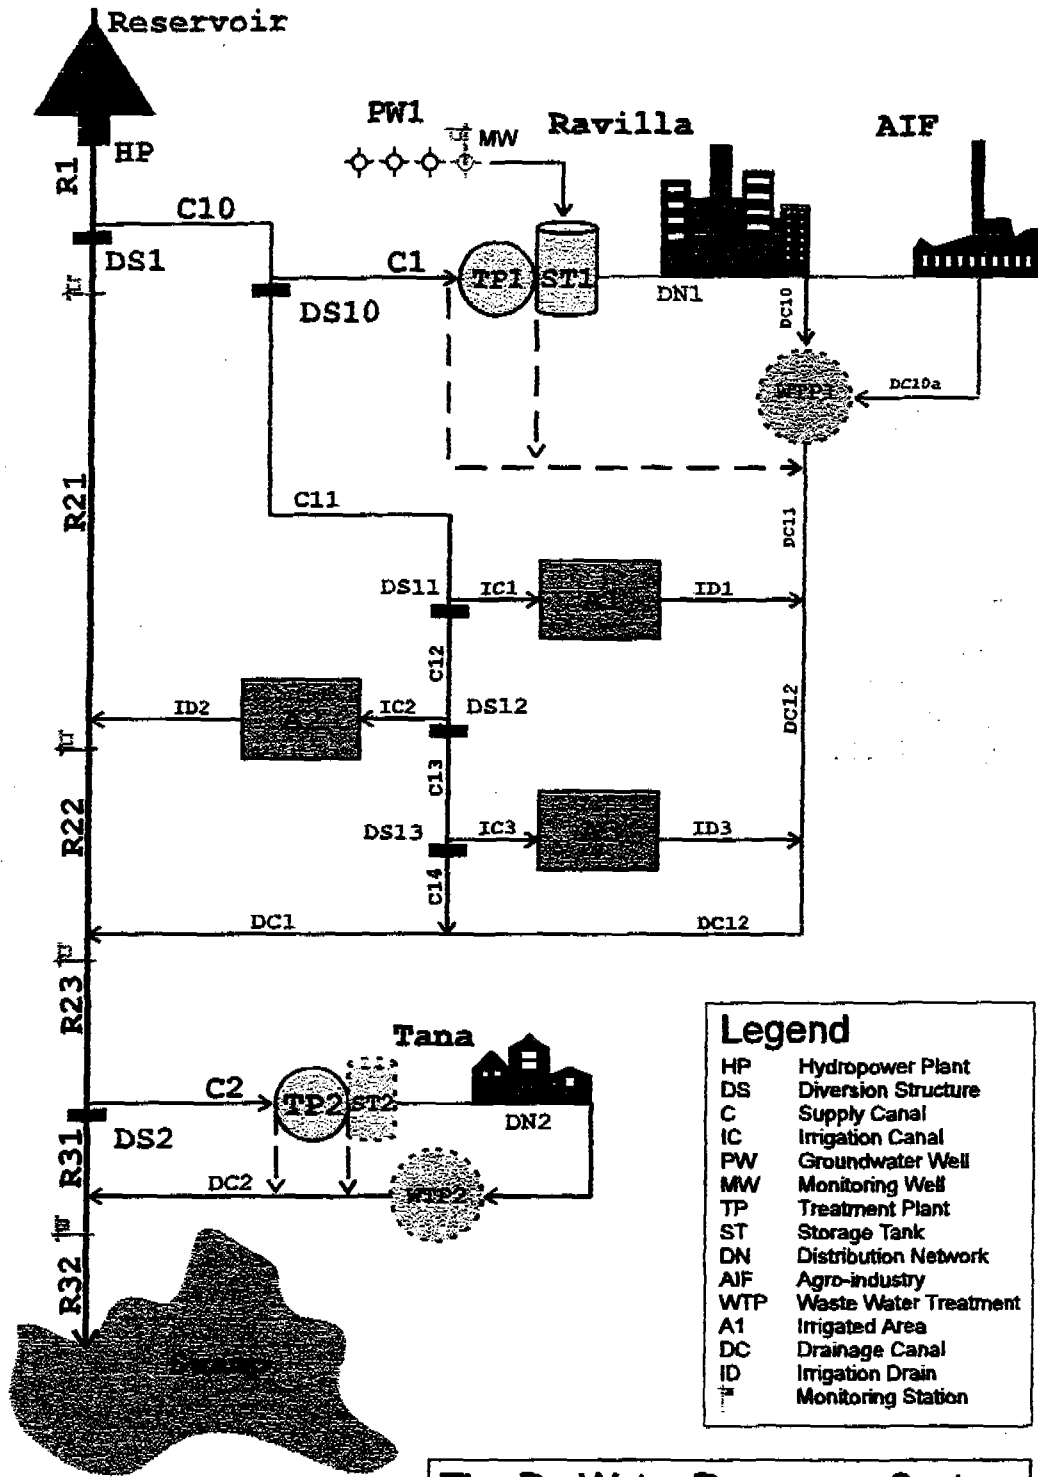 Reservoir
HP
R1
PW1
MW
Ravilla
AIF
C10
DS1
C1
TP1
ST1
DN1
DS10
DC10
WTP1
DC10a
R21
C11
DC11
DS11
IC1
ID1
C12
ID2
IC2
DS12
DC12
C13
R22
DS13
IC3
ID3
C14
DC1
DC12
R23
Tana
C2
TP2
ST2
DN2
DS2
R31
DC2
WTP2
R32
Legend
HP Hydropower Plant
DS Diversion Structure
C Supply Canal
IC Irrigation Canal
PW Groundwater Well
MW Monitoring Well
TP Treatment Plant
ST Storage Tank
DN Distribution Network
AIF Agro-industry
WTP Waste Water Treatment
A1 Irrigated Area
DC Drainage Canal
ID Irrigation Drain
Monitoring Station